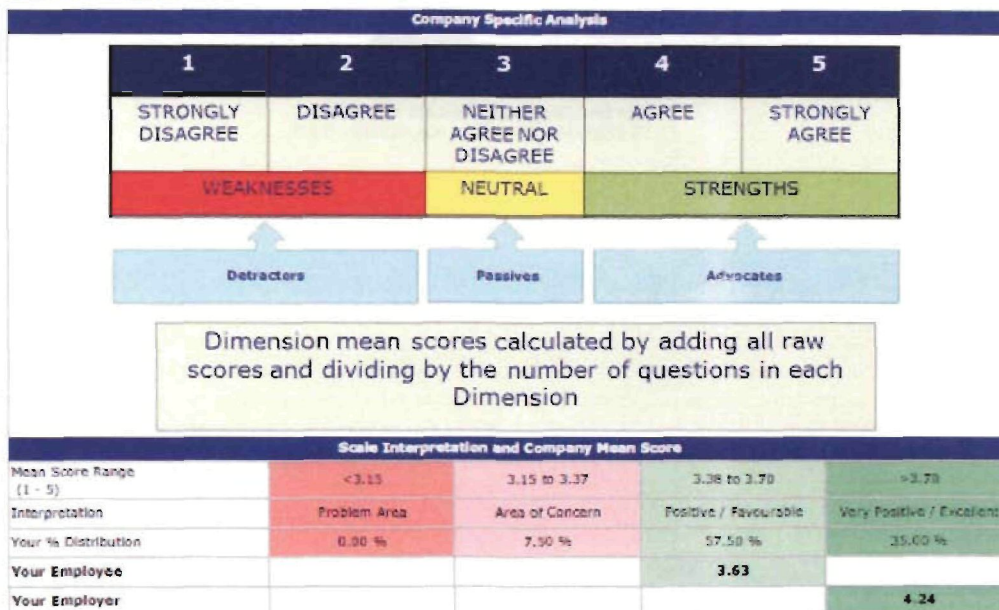 Company Specific Analysis
1 2 3 4 5
STRONGLY DISAGREE NEITHER AGREE STRONGLY
DISAGREE AGREE NOR AGREE
DISAGREE
WEAKNESSES NEUTRAL STRENGTHS
Detractors Passives Advocates
Dimension mean scores calculated by adding all raw
scores and dividing by the number of questions in each
Dimension
Scale Interpretation and Company Mean Score
Mean Score Range <3.15 3.15 to 3.37 3.38 to 3.70 >3.70
(1 - 5)
Interpretation Problem Area Area of Concern Positive / Favourable Very Positive / Excellent
Your % Distribution 0.00 % 7.50 % 57.50 % 35.00 %
Your Employee 3.63
Your Employer 4.24